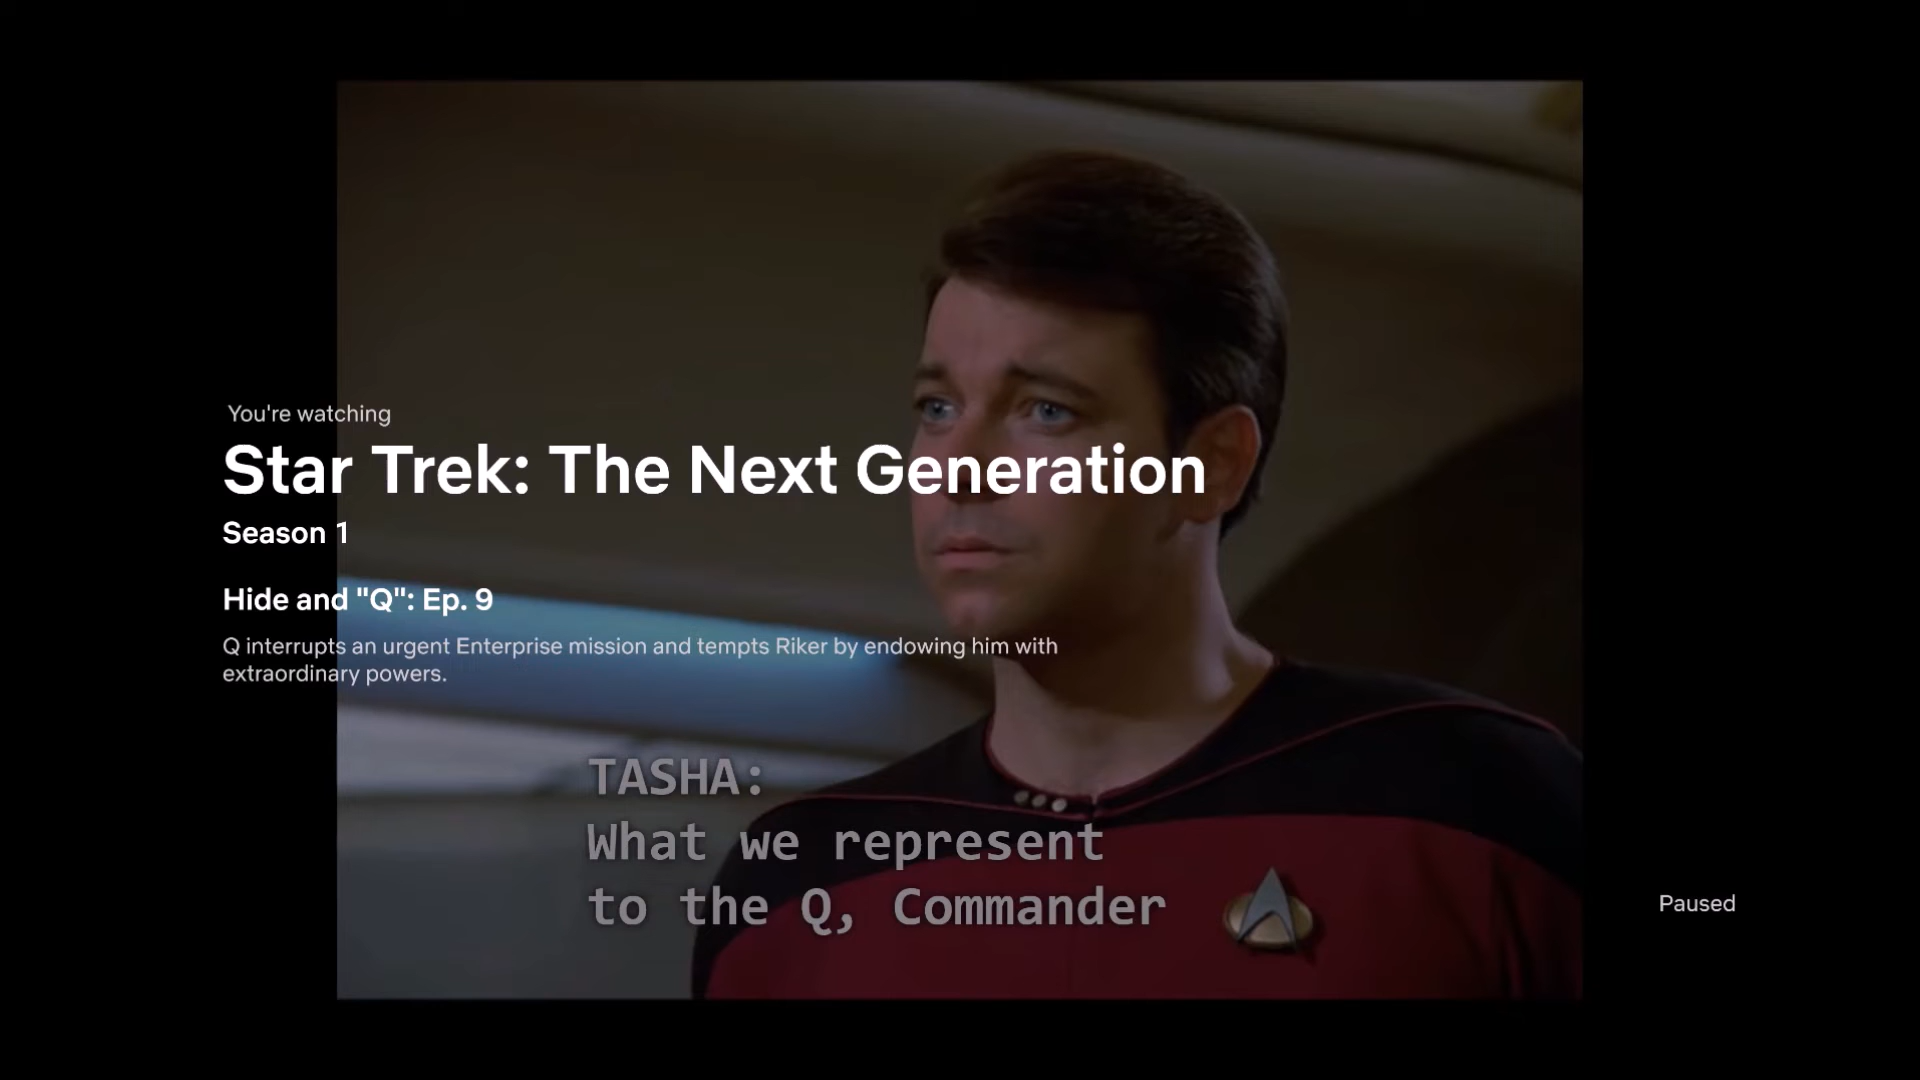 You're watching
Star Trek: The Next Generation
Season 1
Hide and "Q": Ep. 9
Q interrupts an urgent Enterprise mission and tempts Riker by endowing him with
extraordinary powers.
TASHA:
What we represent
to the Q, Commander
Paused